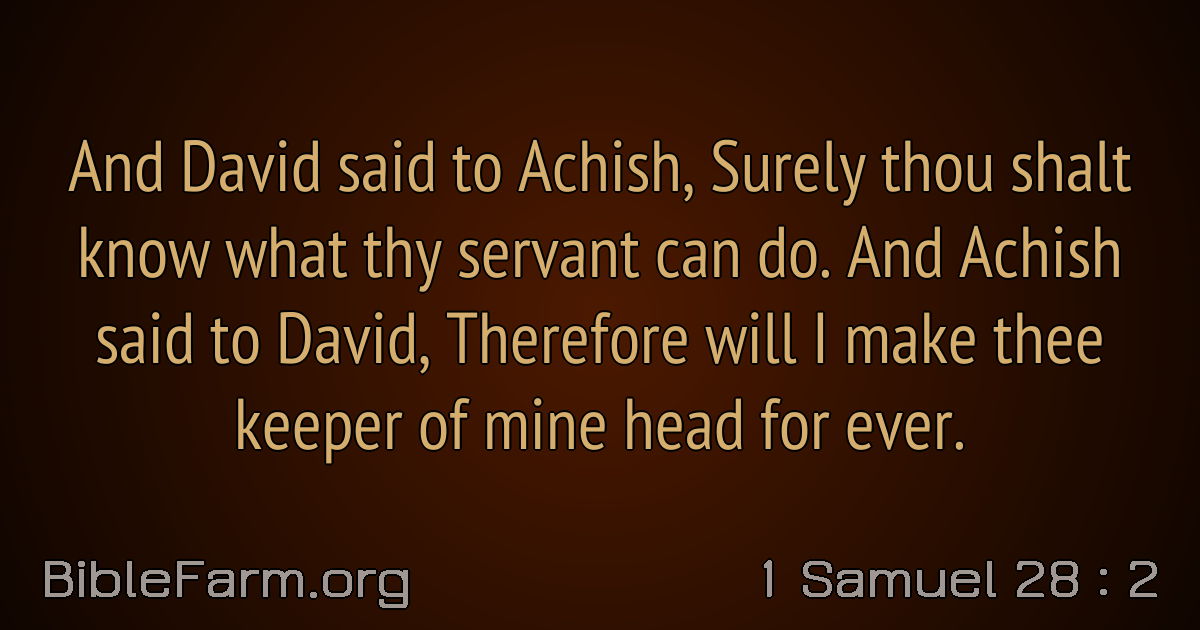 And David said to Achish, Surely thou shalt
know what thy servant can do. And Achish
said to David, Therefore will I make thee
keeper of mine head for ever.
BibleFarm.org
1 Samuel 28 : 2